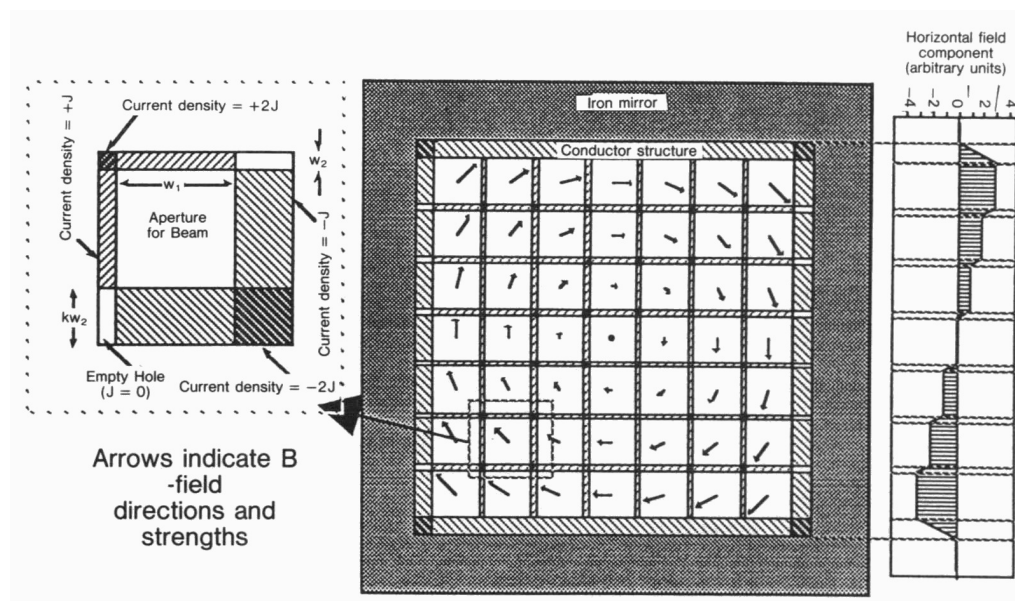 Horizontal field
component
(arbitrary units)
-4 -2 0 2 4
Iron mirror
Conductor structure
Current density = +J
Current density = +2J
w₂
w₁
Aperture
for Beam
Current density = -J
kw₂
Empty Hole
(J = 0)
Current density = -2J
Arrows indicate B
-field
directions and
strengths